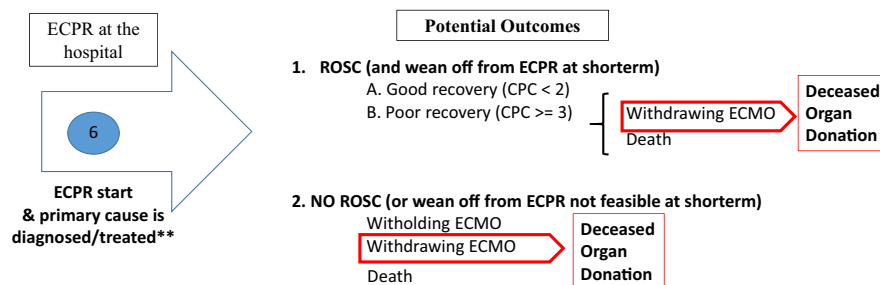 ECPR at the
hospital
6
ECPR start
& primary cause is
diagnosed/treated**
Potential Outcomes
1. ROSC (and wean off from ECPR at shorterm)
A. Good recovery (CPC < 2)
B. Poor recovery (CPC >= 3)
Withdrawing ECMO
Death
Deceased
Organ
Donation
2. NO ROSC (or wean off from ECPR not feasible at shorterm)
Witholding ECMO
Withdrawing ECMO
Death
Deceased
Organ
Donation